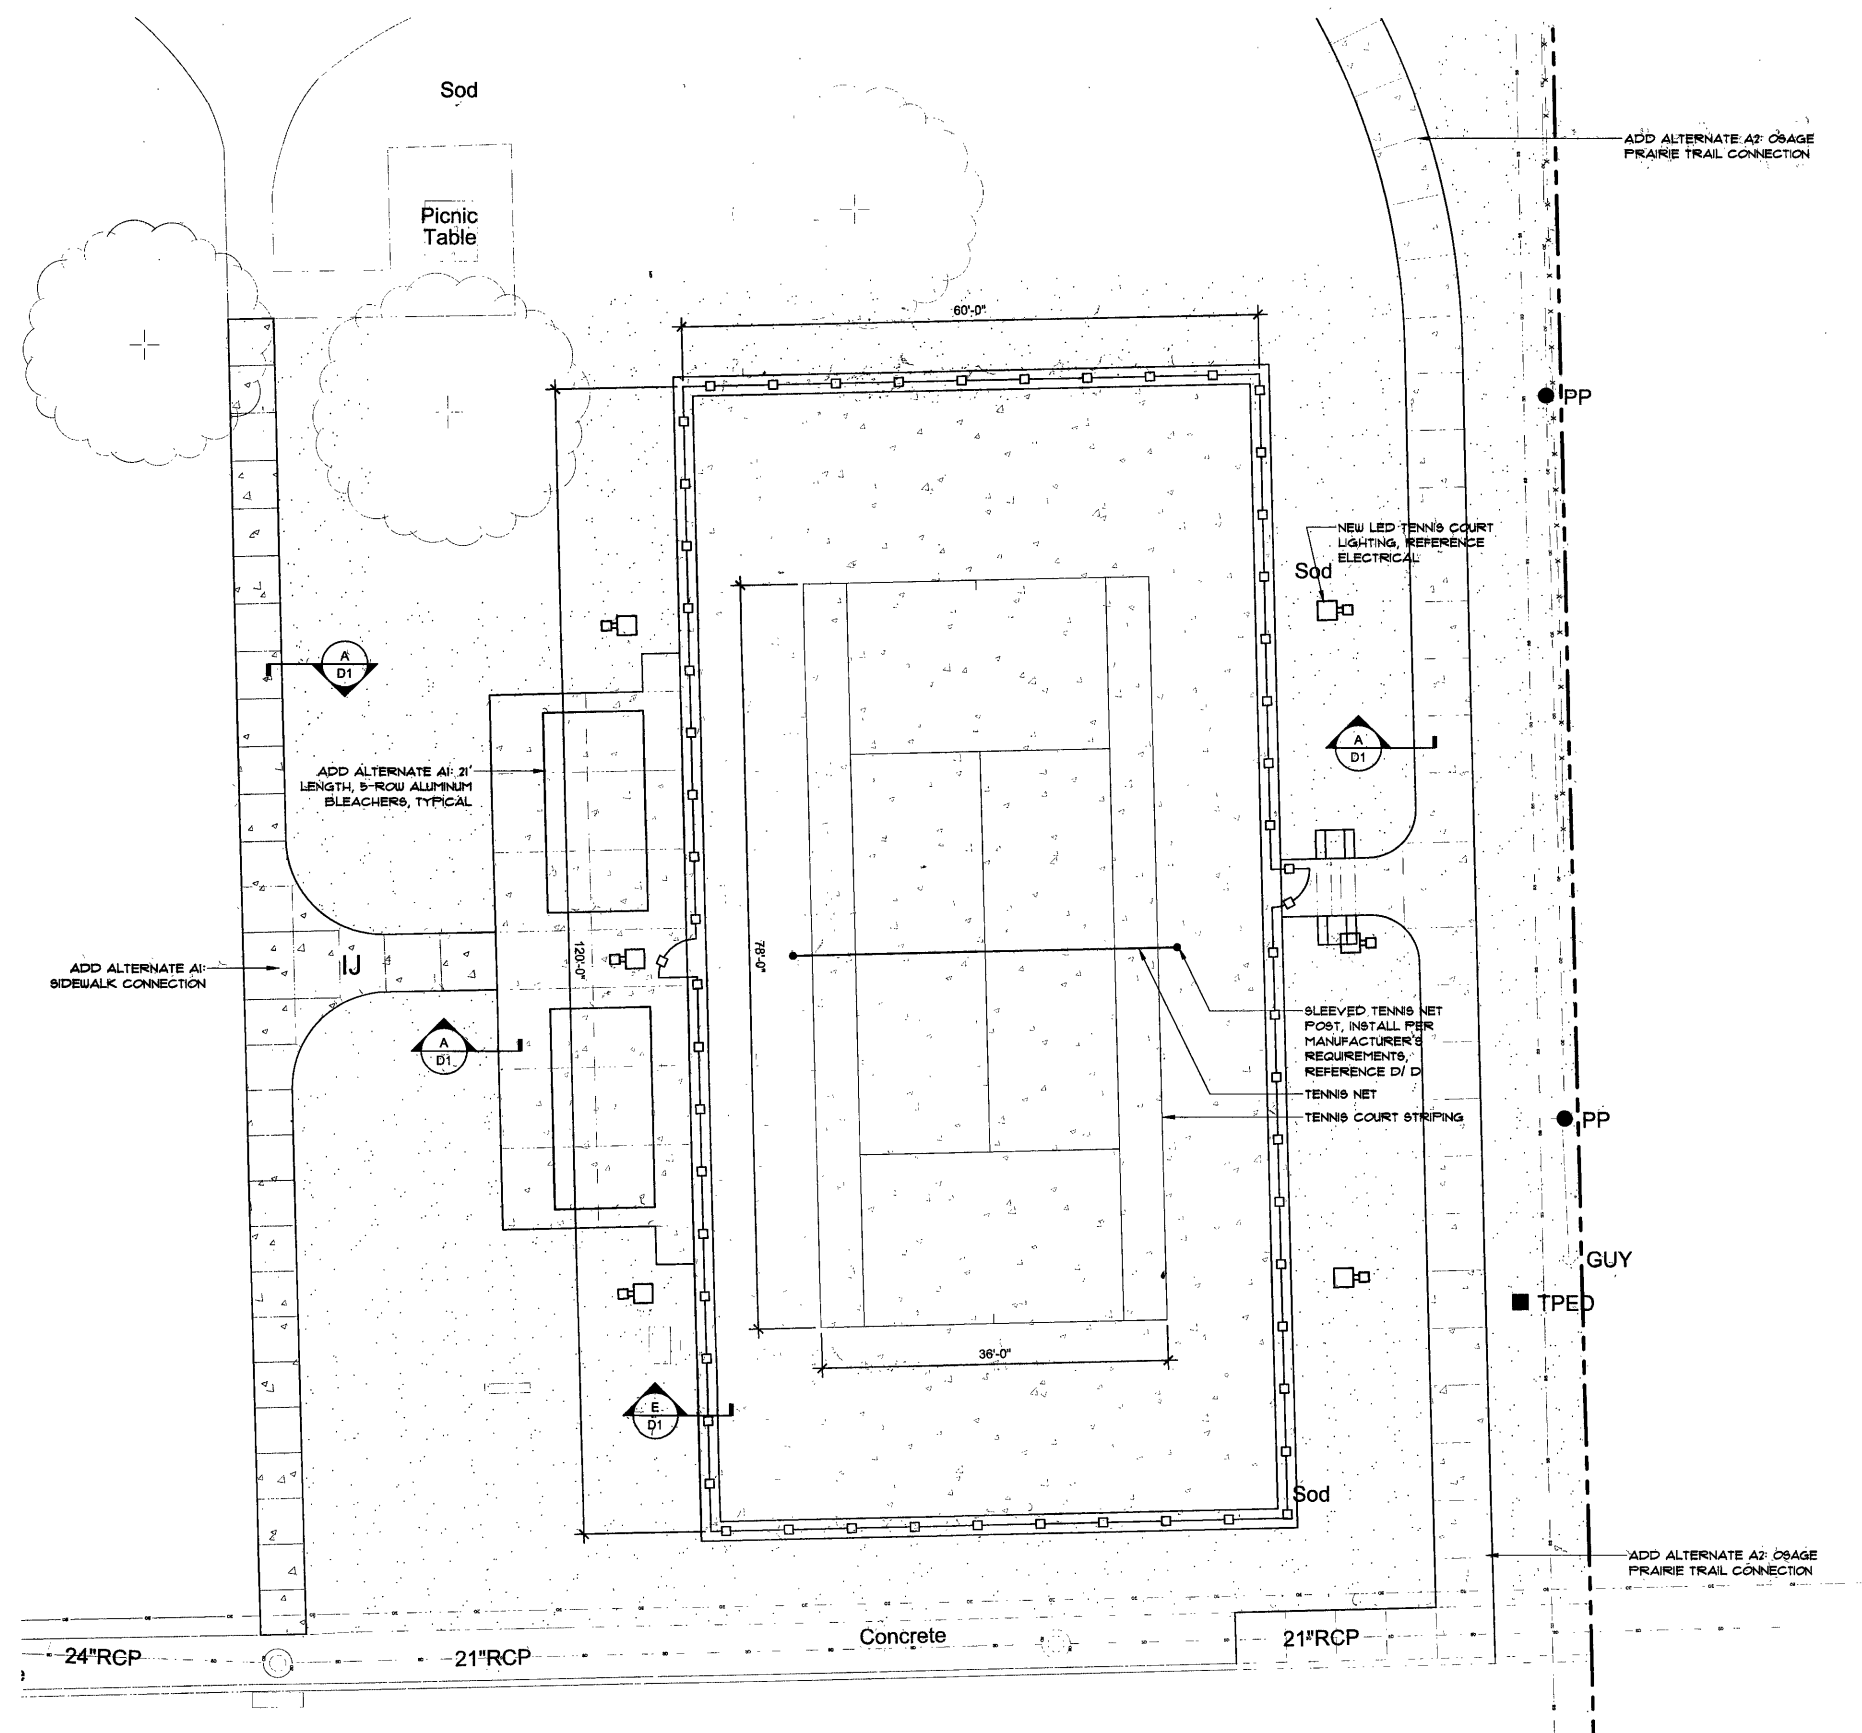 Sod
ADD ALTERNATE A2: OSAGE
PRAIRIE TRAIL CONNECTION
Picnic
Table
60'-0"
PP
NEW LED TENNIS COURT
LIGHTING, REFERENCE
ELECTRICAL
Sod
A
D1
A
D1
ADD ALTERNATE A1: 21'
LENGTH, 5-ROW ALUMINUM
BLEACHERS, TYPICAL
120'-0"
78'-0"
IJ
ADD ALTERNATE A1:
SIDEWALK CONNECTION
A
D1
SLEEVED TENNIS NET
POST, INSTALL PER
MANUFACTURER'S
REQUIREMENTS,
REFERENCE D/ D
TENNIS NET
TENNIS COURT STRIPING
PP
GUY
TPED
36'-0"
E
D1
Sod
ADD ALTERNATE A2: OSAGE
PRAIRIE TRAIL CONNECTION
24"RCP
21"RCP
Concrete
21"RCP